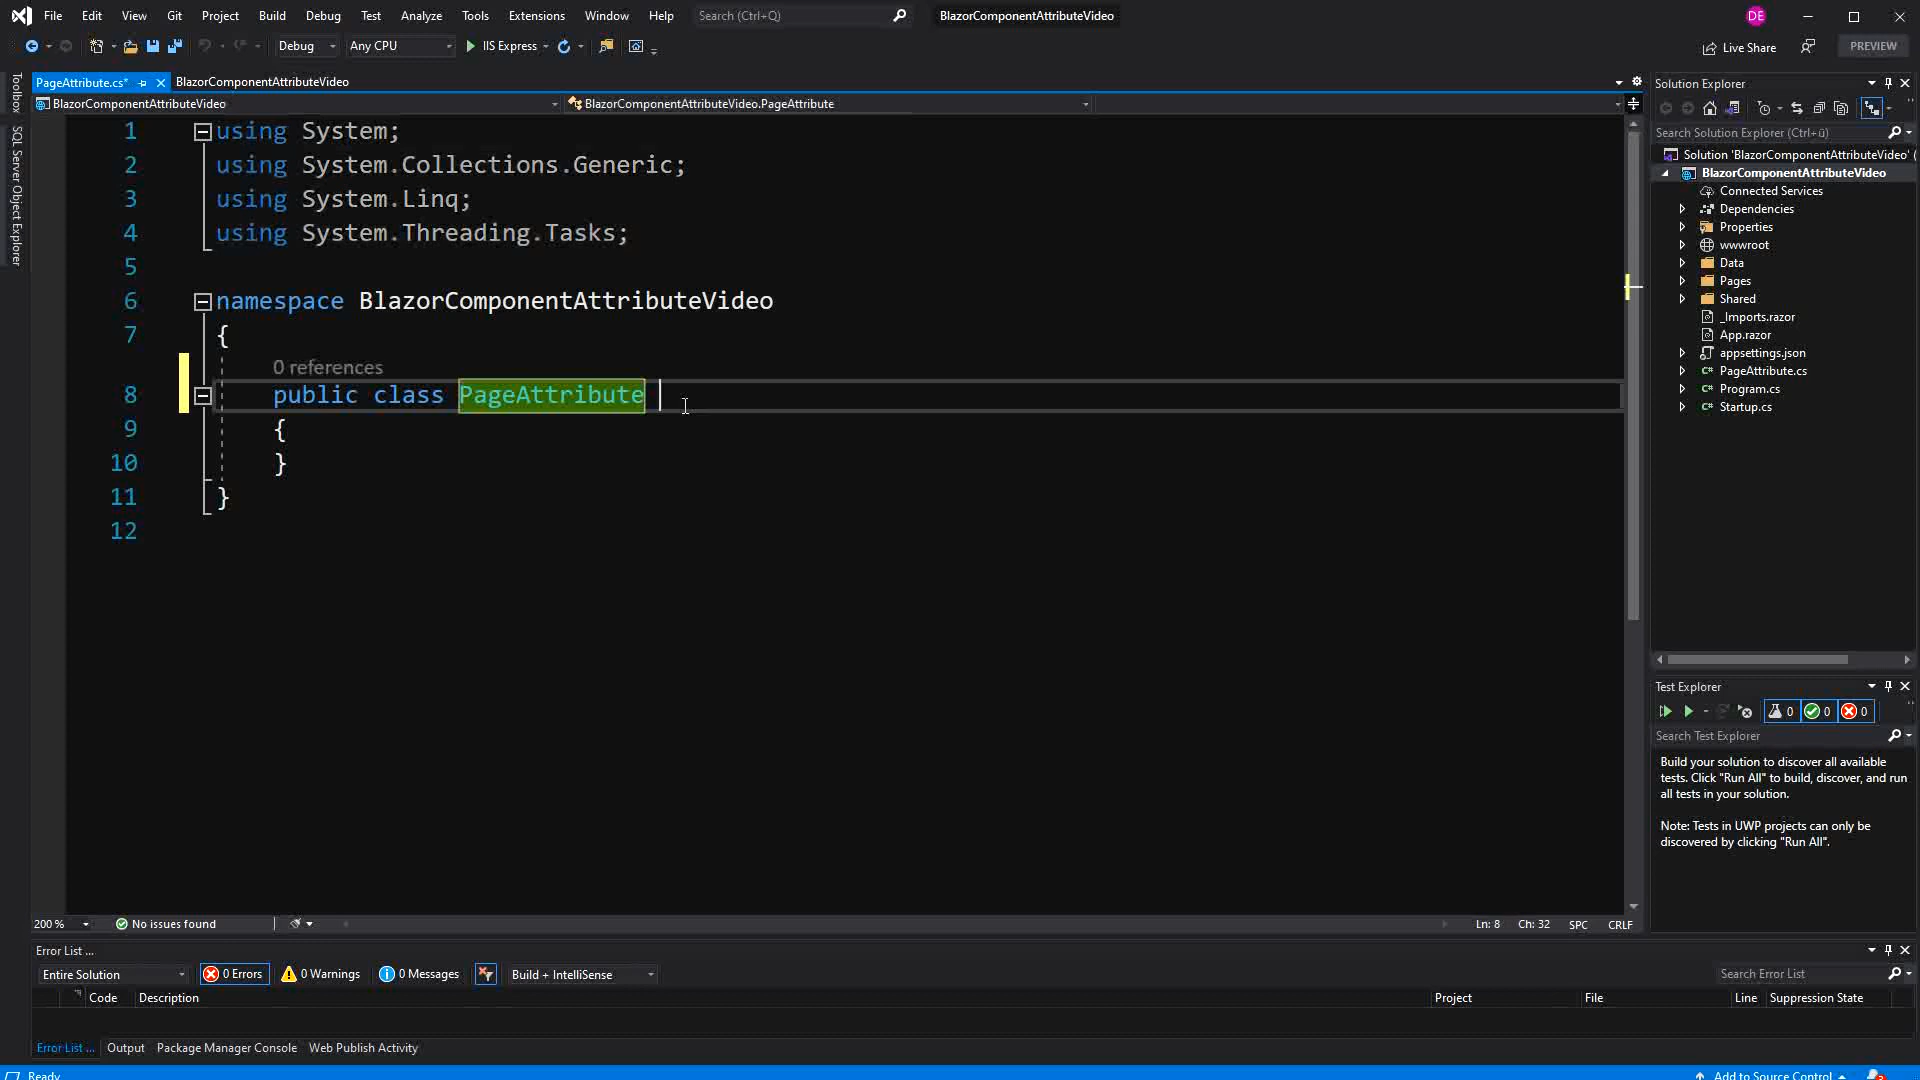 File Edit View Git Project Build Debug Test Analyze Tools Extensions Window Help Search (Ctrl+Q) BlazorComponentAttributeVideo DE
Debug Any CPU IIS Express Live Share PREVIEW
Toolbox
SQL Server Object Explorer
PageAttribute.cs* BlazorComponentAttributeVideo
BlazorComponentAttributeVideo BlazorComponentAttributeVideo.PageAttribute
1 using System;
2 using System.Collections.Generic;
3 using System.Linq;
4 using System.Threading.Tasks;
5
6 namespace BlazorComponentAttributeVideo
7 {
0 references
8 public class PageAttribute
9 {
10 }
11 }
12
200 % No issues found Ln: 8 Ch: 32 SPC CRLF
Solution Explorer
Search Solution Explorer (Ctrl+ü)
Solution 'BlazorComponentAttributeVideo' (
BlazorComponentAttributeVideo
Connected Services
Dependencies
Properties
wwwroot
Data
Pages
Shared
_Imports.razor
App.razor
appsettings.json
C# PageAttribute.cs
C# Program.cs
C# Startup.cs
Test Explorer
0 0 0
Search Test Explorer
Build your solution to discover all available
tests. Click "Run All" to build, discover, and run
all tests in your solution.
Note: Tests in UWP projects can only be
discovered by clicking "Run All".
Error List ...
Entire Solution 0 Errors 0 Warnings 0 Messages Build + IntelliSense Search Error List
Code Description Project File Line Suppression State
Error List ... Output Package Manager Console Web Publish Activity
Ready Add to Source Control